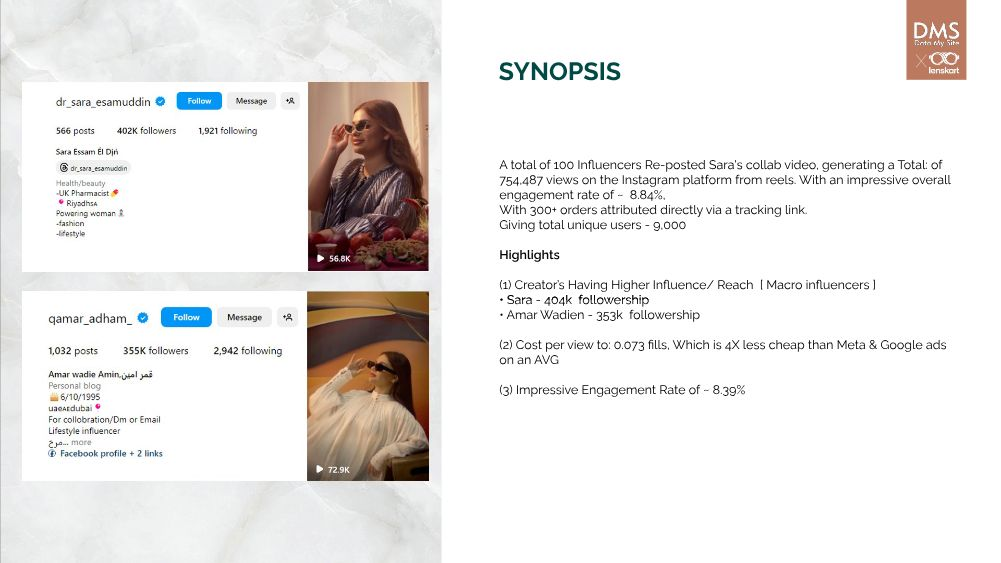 DMS
Data My Site
X
lenskart
SYNOPSIS
dr_sara_esamuddin
Follow
Message
566 posts
402K followers
1,921 following
Sara Essam Él Dĵn
dr_sara_esamuddin
Health/beauty
-UK Pharmacist
Riyadhsᴀ
Powering woman
-fashion
-lifestyle
56.8K
qamar_adham_
Follow
Message
1,032 posts
355K followers
2,942 following
Amar wadie Amin,قمر امين
Personal blog
6/10/1995
uaeᴀᴇdubai
For collobration/Dm or Email
Lifestyle influencer
مرح... more
Facebook profile + 2 links
72.9K
A total of 100 Influencers Re-posted Sara's collab video, generating a Total: of
754,487 views on the Instagram platform from reels. With an impressive overall
engagement rate of ~ 8.84%,
With 300+ orders attributed directly via a tracking link.
Giving total unique users - 9,000
Highlights
(1) Creator's Having Higher Influence/ Reach [ Macro influencers ]
• Sara - 404k followership
• Amar Wadien - 353k followership
(2) Cost per view to: 0.073 fills, Which is 4X less cheap than Meta & Google ads
on an AVG
(3) Impressive Engagement Rate of ~ 8.39%